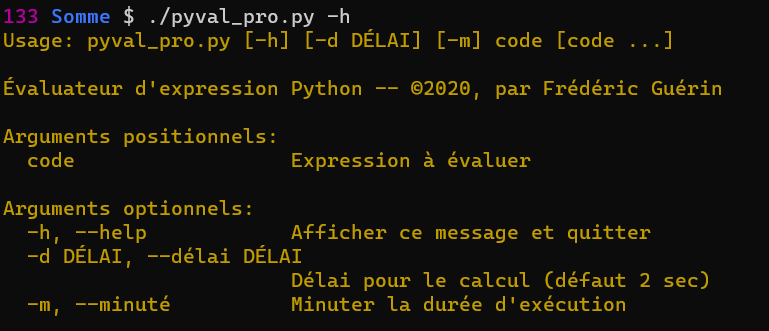 133 Somme $ ./pyval_pro.py -h
Usage: pyval_pro.py [-h] [-d DÉLAI] [-m] code [code ...]
Évaluateur d'expression Python -- ©2020, par Frédéric Guérin
Arguments positionnels:
code Expression à évaluer
Arguments optionnels:
-h, --help Afficher ce message et quitter
-d DÉLAI, --délai DÉLAI
Délai pour le calcul (défaut 2 sec)
-m, --minuté Minuter la durée d'exécution